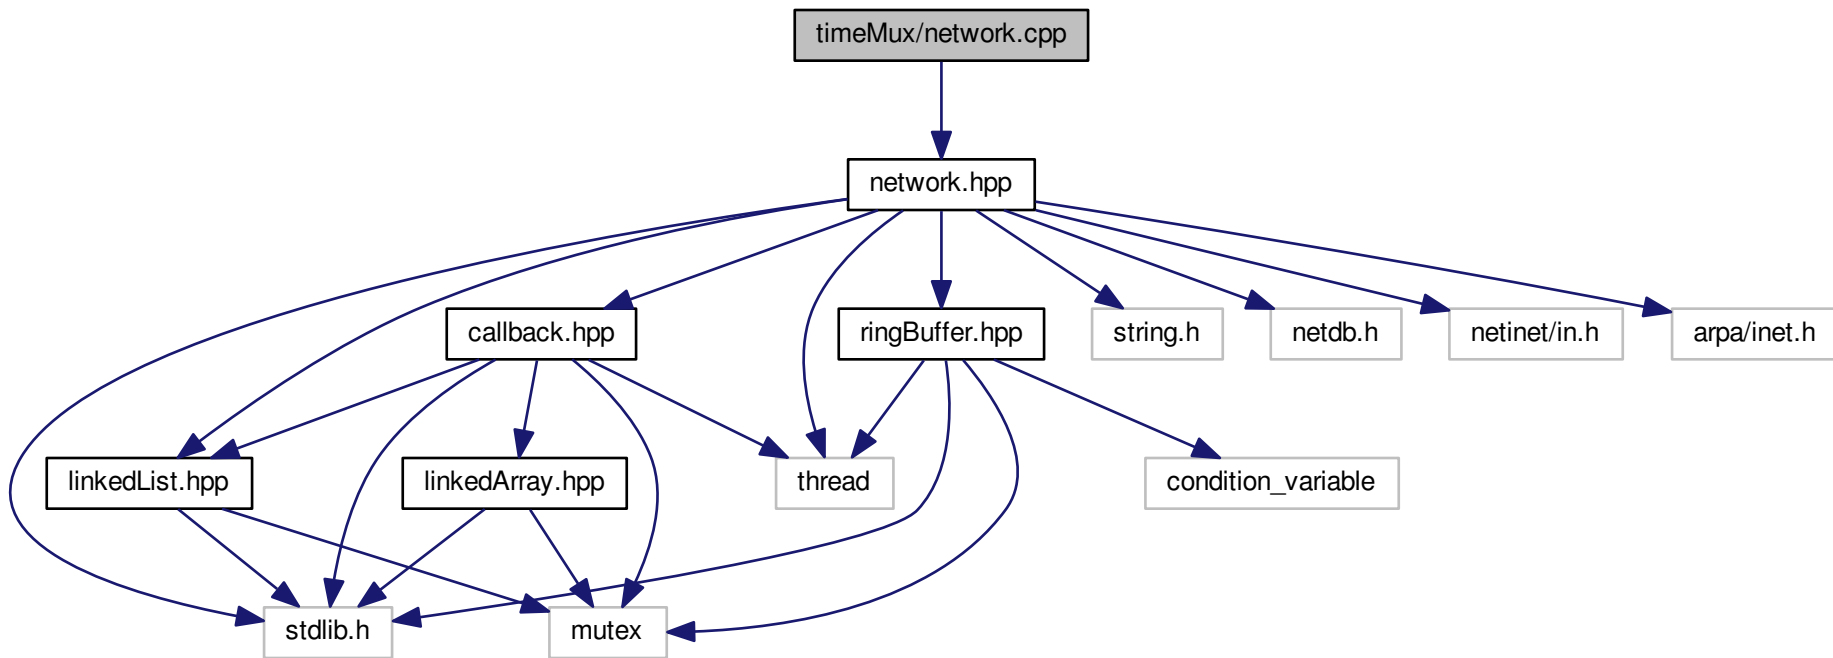 timeMux/network.cpp
network.hpp
callback.hpp
ringBuffer.hpp
string.h
netdb.h
netinet/in.h
arpa/inet.h
linkedList.hpp
linkedArray.hpp
thread
condition_variable
stdlib.h
mutex